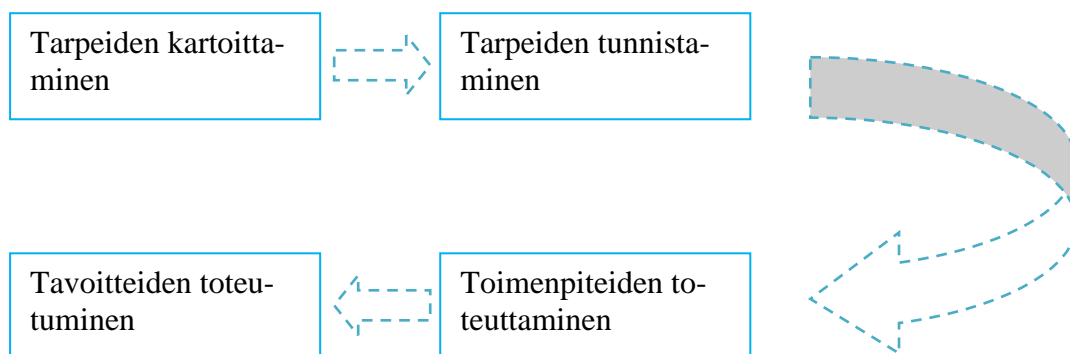 Tarpeiden kartoitta-
minen
Tarpeiden tunnista-
minen
Tavoitteiden toteu-
tuminen
Toimenpiteiden to-
teuttaminen